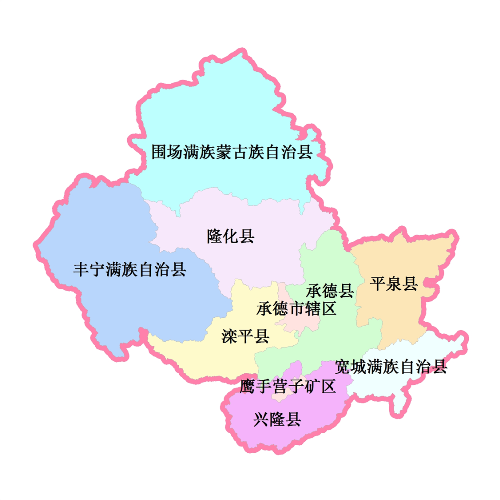 围场满族蒙古族自治县
隆化县
丰宁满族自治县
平泉县
承德县
承德市辖区
滦平县
宽城满族自治县
鹰手营子矿区
兴隆县